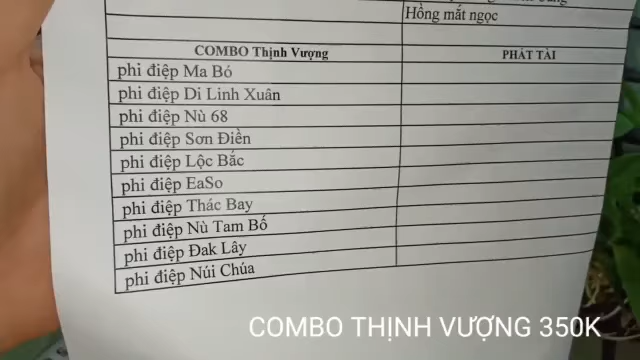 Hồng mắt ngọc
COMBO Thịnh Vượng PHÁT TÀI
phi điệp Ma Bó
phi điệp Di Linh Xuân
phi điệp Nù 68
phi điệp Sơn Điền
phi điệp Lộc Bắc
phi điệp EaSo
phi điệp Thác Bay
phi điệp Nù Tam Bố
phi điệp Đak Lây
phi điệp Núi Chúa
COMBO THỊNH VƯỢNG 350K